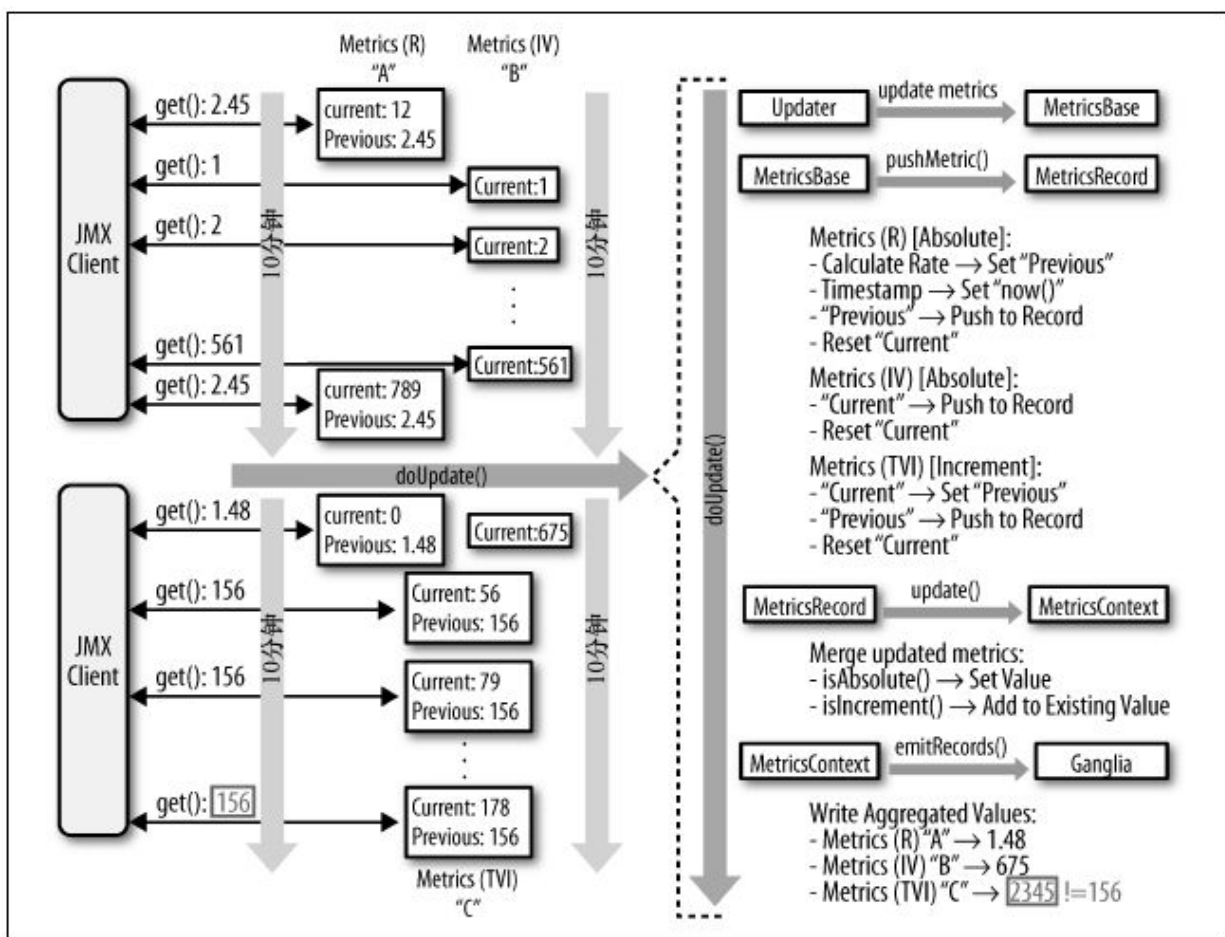 Metrics (R)
“A”
Metrics (IV)
“B”
JMX
Client
get(): 2.45
current: 12
Previous: 2.45
get(): 1
Current:1
get(): 2
Current:2
10分钟
10分钟
get(): 561
Current:561
get(): 2.45
current: 789
Previous: 2.45
doUpdate()
JMX
Client
get(): 1.48
current: 0
Previous: 1.48
Current:675
get(): 156
Current: 56
Previous: 156
10分钟
10分钟
get(): 156
Current: 79
Previous: 156
get(): 156
Current: 178
Previous: 156
Metrics (TVI)
“C”
doUpdate()
Updater
update metrics
MetricsBase
MetricsBase
pushMetric()
MetricsRecord
Metrics (R) [Absolute]:
- Calculate Rate → Set “Previous”
- Timestamp → Set “now()”
- “Previous” → Push to Record
- Reset “Current”
Metrics (IV) [Absolute]:
- “Current” → Push to Record
- Reset “Current”
Metrics (TVI) [Increment]:
- “Current” → Set “Previous”
- “Previous” → Push to Record
- Reset “Current”
MetricsRecord
update()
MetricsContext
Merge updated metrics:
- isAbsolute() → Set Value
- isIncrement() → Add to Existing Value
MetricsContext
emitRecords()
Ganglia
Write Aggregated Values:
- Metrics (R) “A” → 1.48
- Metrics (IV) “B” → 675
- Metrics (TVI) “C” → 2345 !=156